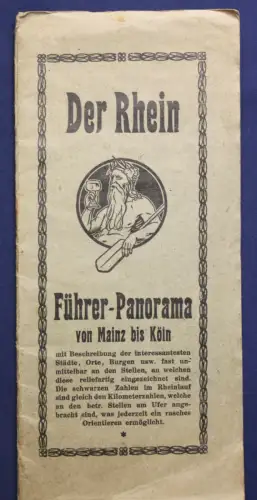 Der Rhein
Führer-Panorama
von Mainz bis Köln
mit Beschreibung der interessantesten
Städte, Orte, Burgen usw. fast un-
mittelbar an den Stellen, an welchen
diese reliefartig eingezeichnet sind.
Die schwarzen Zahlen im Rheinlauf
sind gleich den Kilometerzahlen, welche
an den betr. Stellen am Ufer ange-
bracht sind, was jederzeit ein rasches
Orientieren ermöglicht.
*